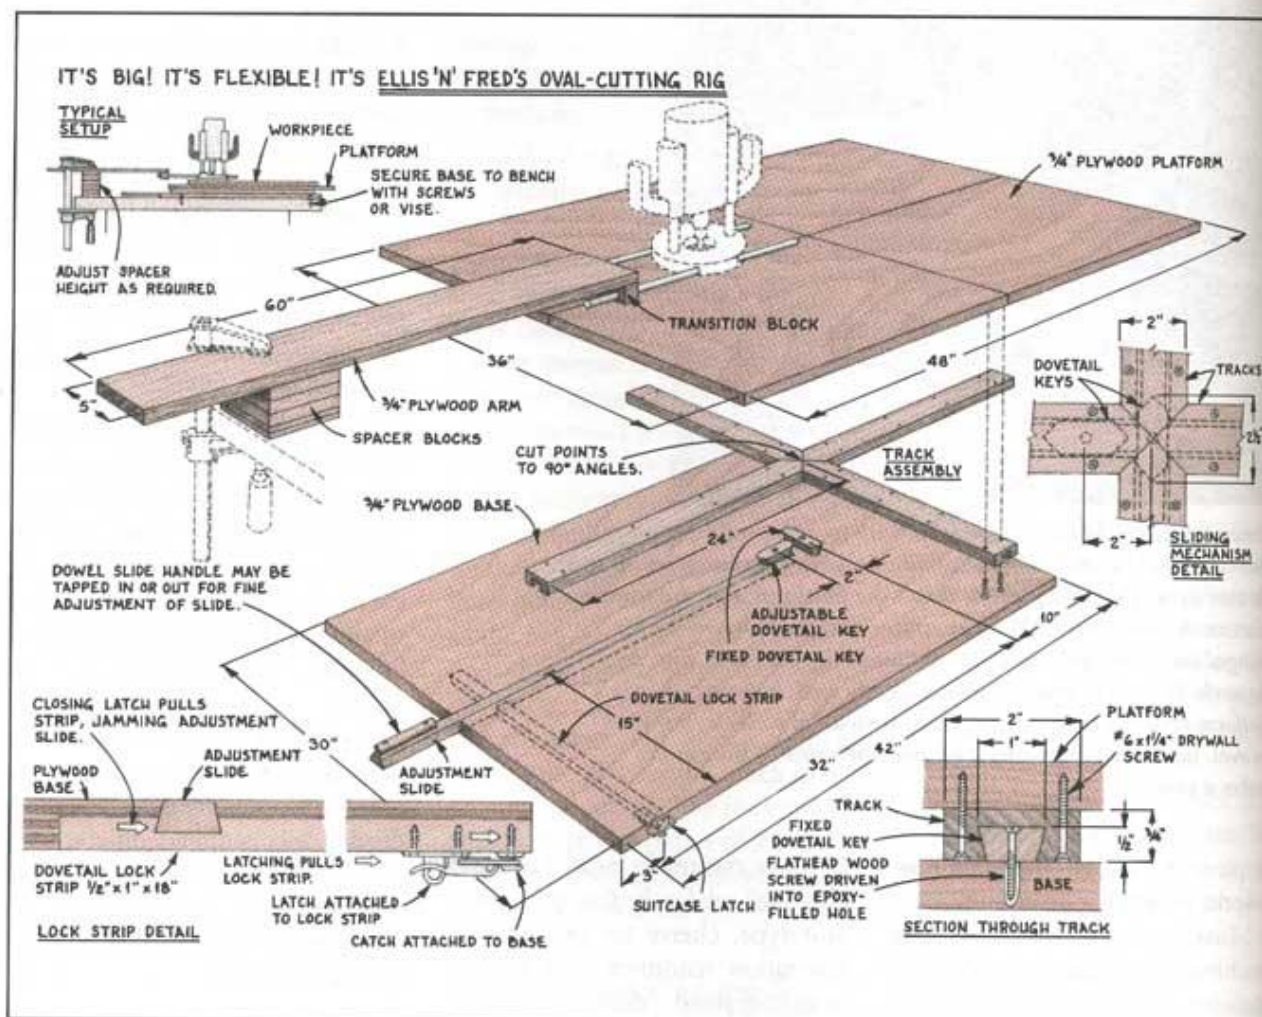 IT'S BIG! IT'S FLEXIBLE! IT'S ELLIS 'N' FRED'S OVAL-CUTTING RIG
TYPICAL
SETUP
WORKPIECE
PLATFORM
SECURE BASE TO BENCH
WITH SCREWS
OR VISE.
ADJUST SPACER
HEIGHT AS REQUIRED.
3/4" PLYWOOD PLATFORM
60"
TRANSITION BLOCK
36"
48"
5"
3/4" PLYWOOD ARM
SPACER BLOCKS
2"
DOVETAIL
KEYS
TRACKS
2"
SLIDING
MECHANISM
DETAIL
CUT POINTS
TO 90° ANGLES.
TRACK
ASSEMBLY
3/4" PLYWOOD BASE
24"
2"
10"
ADJUSTABLE
DOVETAIL KEY
FIXED DOVETAIL KEY
DOWEL SLIDE HANDLE MAY BE
TAPPED IN OR OUT FOR FINE
ADJUSTMENT OF SLIDE.
DOVETAIL LOCK STRIP
15"
30"
32"
42"
3"
ADJUSTMENT
SLIDE
SUITCASE LATCH
CLOSING LATCH PULLS
STRIP, JAMMING ADJUSTMENT
SLIDE.
PLYWOOD
BASE
ADJUSTMENT
SLIDE
DOVETAIL LOCK
STRIP 1/2" x 1" x 18"
LATCHING PULLS
LOCK STRIP.
LATCH ATTACHED
TO LOCK STRIP
CATCH ATTACHED TO BASE
LOCK STRIP DETAIL
2"
1"
PLATFORM
#6 x 1 1/4" DRYWALL
SCREW
TRACK
FIXED
DOVETAIL KEY
1/2"
3/4"
FLATHEAD WOOD
SCREW DRIVEN
INTO EPOXY-
FILLED HOLE
BASE
SECTION THROUGH TRACK